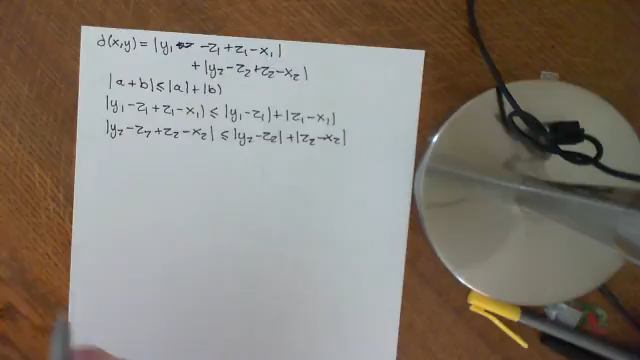 d(x,y) = |y₁ - z₁ + z₁ - x₁|
+ |y₂ - z₂ + z₂ - x₂|
|a + b| ≤ |a| + |b)
|y₁ - z₁ + z₁ - x₁| ≤ |y₁ - z₁| + |z₁ - x₁|
|y₂ - z₂ + z₂ - x₂| ≤ |y₂ - z₂| + |z₂ - x₂|